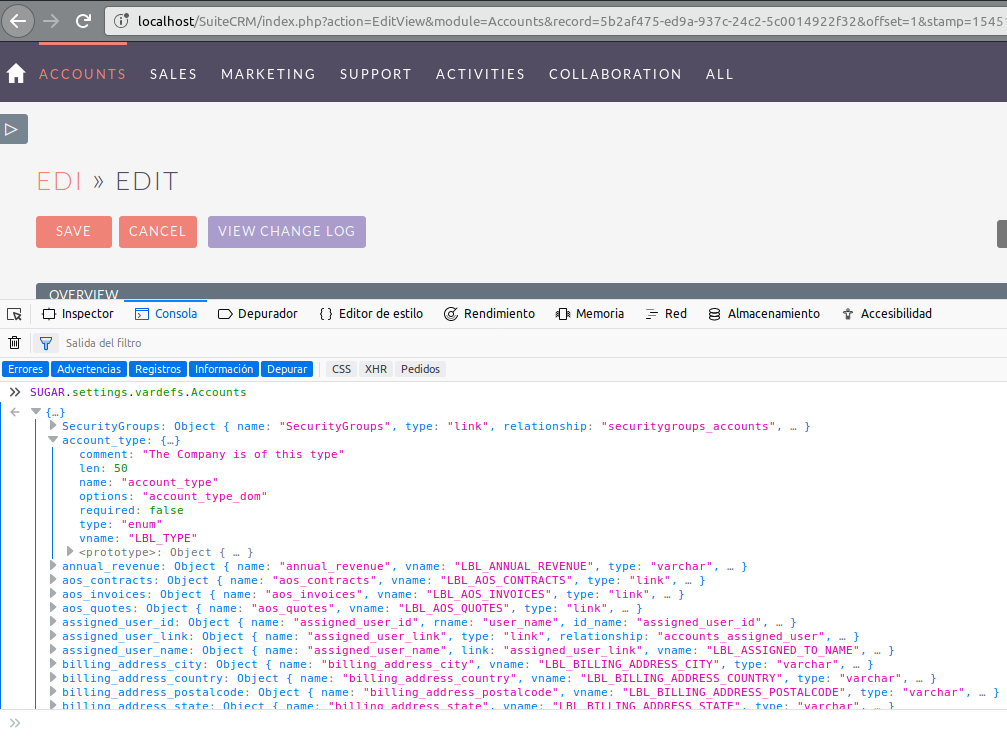 localhost/SuiteCRM/index.php?action=EditView&module=Accounts&record=5b2af475-ed9a-937c-24c2-5c0014922f32&offset=1&stamp=1545
ACCOUNTS SALES MARKETING SUPPORT ACTIVITIES COLLABORATION ALL
EDI » EDIT
SAVE CANCEL VIEW CHANGE LOG
OVERVIEW
Inspector Consola Depurador { } Editor de estilo Rendimiento Memoria Red Almacenamiento Accesibilidad
Salida del filtro
Errores Advertencias Registros Información Depurar CSS XHR Pedidos
SUGAR.settings.vardefs.Accounts
{…}
SecurityGroups: Object { name: "SecurityGroups", type: "link", relationship: "securitygroups_accounts", … }
account_type: {…}
comment: "The Company is of this type"
len: 50
name: "account_type"
options: "account_type_dom"
required: false
type: "enum"
vname: "LBL_TYPE"
<prototype>: Object { … }
annual_revenue: Object { name: "annual_revenue", vname: "LBL_ANNUAL_REVENUE", type: "varchar", … }
aos_contracts: Object { name: "aos_contracts", vname: "LBL_AOS_CONTRACTS", type: "link", … }
aos_invoices: Object { name: "aos_invoices", vname: "LBL_AOS_INVOICES", type: "link", … }
aos_quotes: Object { name: "aos_quotes", vname: "LBL_AOS_QUOTES", type: "link", … }
assigned_user_id: Object { name: "assigned_user_id", rname: "user_name", id_name: "assigned_user_id", … }
assigned_user_link: Object { name: "assigned_user_link", type: "link", relationship: "accounts_assigned_user", … }
assigned_user_name: Object { name: "assigned_user_name", link: "assigned_user_link", vname: "LBL_ASSIGNED_TO_NAME", … }
billing_address_city: Object { name: "billing_address_city", vname: "LBL_BILLING_ADDRESS_CITY", type: "varchar", … }
billing_address_country: Object { name: "billing_address_country", vname: "LBL_BILLING_ADDRESS_COUNTRY", type: "varchar", … }
billing_address_postalcode: Object { name: "billing_address_postalcode", vname: "LBL_BILLING_ADDRESS_POSTALCODE", type: "varchar", … }
billing_address_state: Object { name: "billing_address_state", vname: "LBL_BILLING_ADDRESS_STATE", type: "varchar", … }